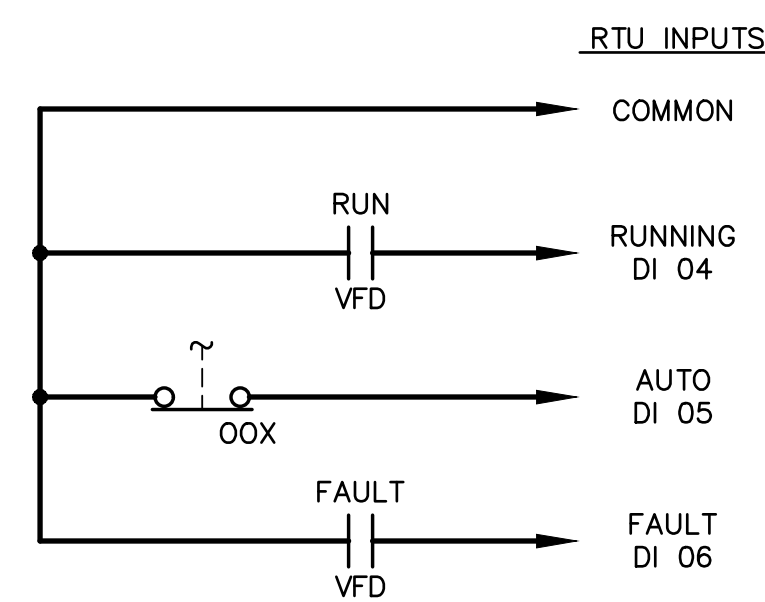 RTU INPUTS
COMMON
RUN
VFD
RUNNING
DI 04
~
OOX
AUTO
DI 05
FAULT
VFD
FAULT
DI 06